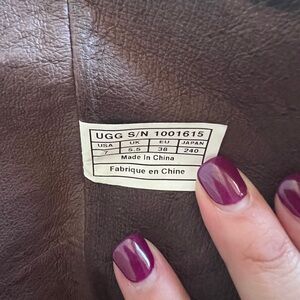 UGG S/N 1001615
USA UK EU JAPAN
7 5.5 38 240
Made in China
Fabrique en Chine